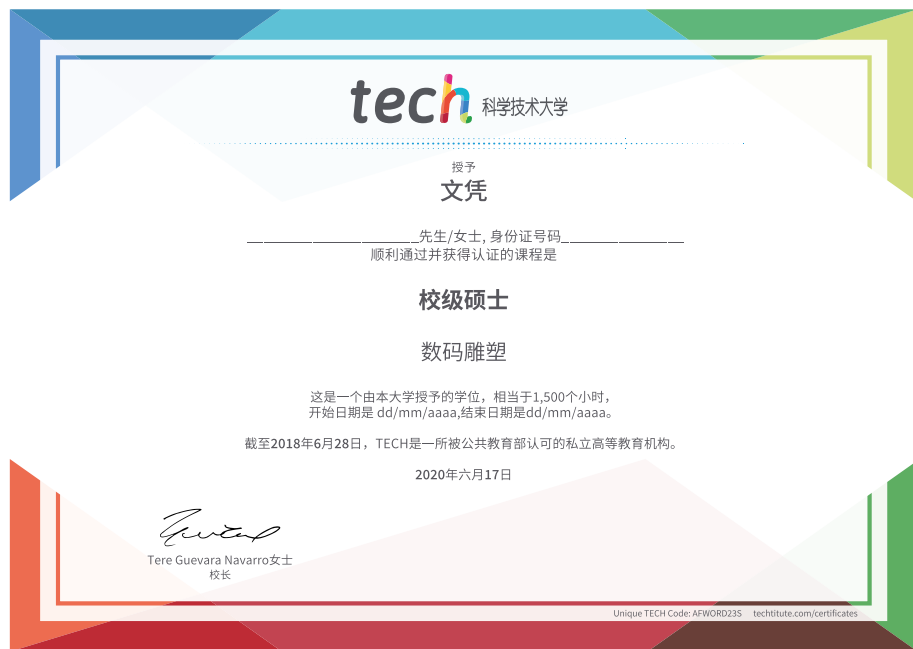 tech 科学技术大学
授予
文凭
_____________________先生/女士, 身份证号码_______________
顺利通过并获得认证的课程是
校级硕士
数码雕塑
这是一个由本大学授予的学位，相当于1,500个小时，
开始日期是 dd/mm/aaaa,结束日期是dd/mm/aaaa。
截至2018年6月28日，TECH是一所被公共教育部认可的私立高等教育机构。
2020年六月17日
Tere Guevara Navarro女士
校长
Unique TECH Code: AFWORD23S techtitute.com/certificates